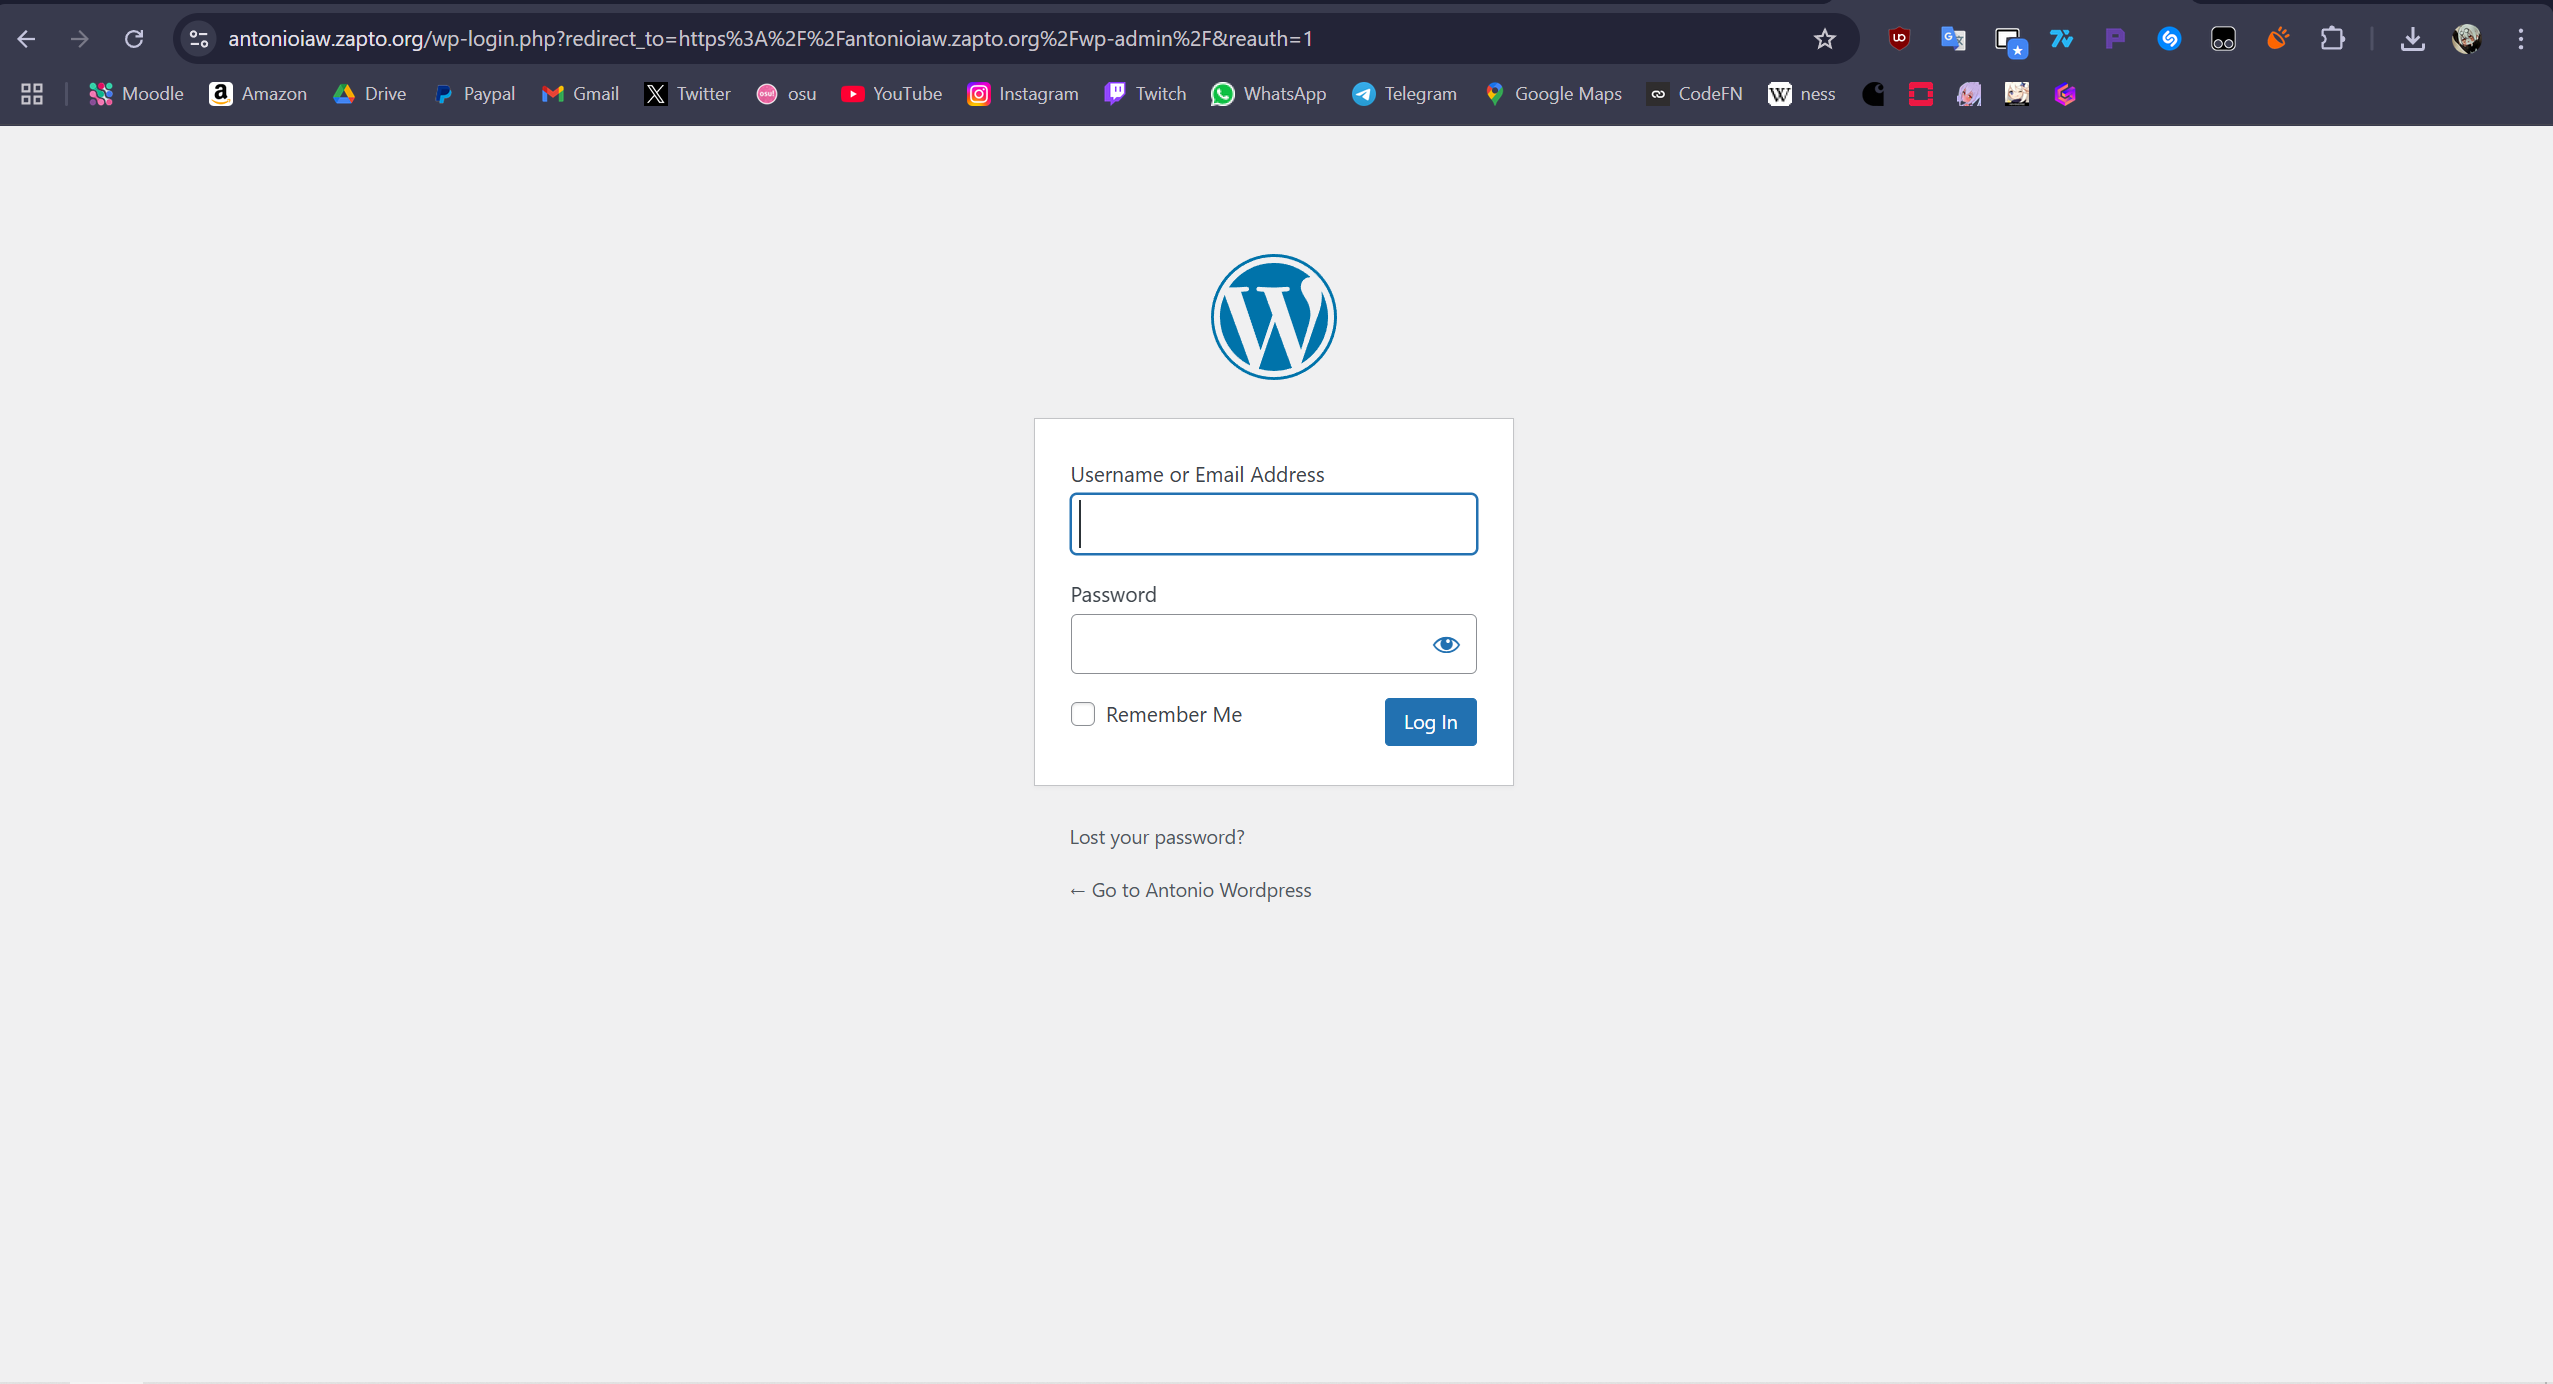 antonioiaw.zapto.org/wp-login.php?redirect_to=https%3A%2F%2Fantonioiaw.zapto.org%2Fwp-admin%2F&reauth=1
Moodle Amazon Drive Paypal Gmail Twitter osu YouTube Instagram Twitch WhatsApp Telegram Google Maps CodeFN ness
Username or Email Address
Password
Remember Me
Log In
Lost your password?
← Go to Antonio Wordpress